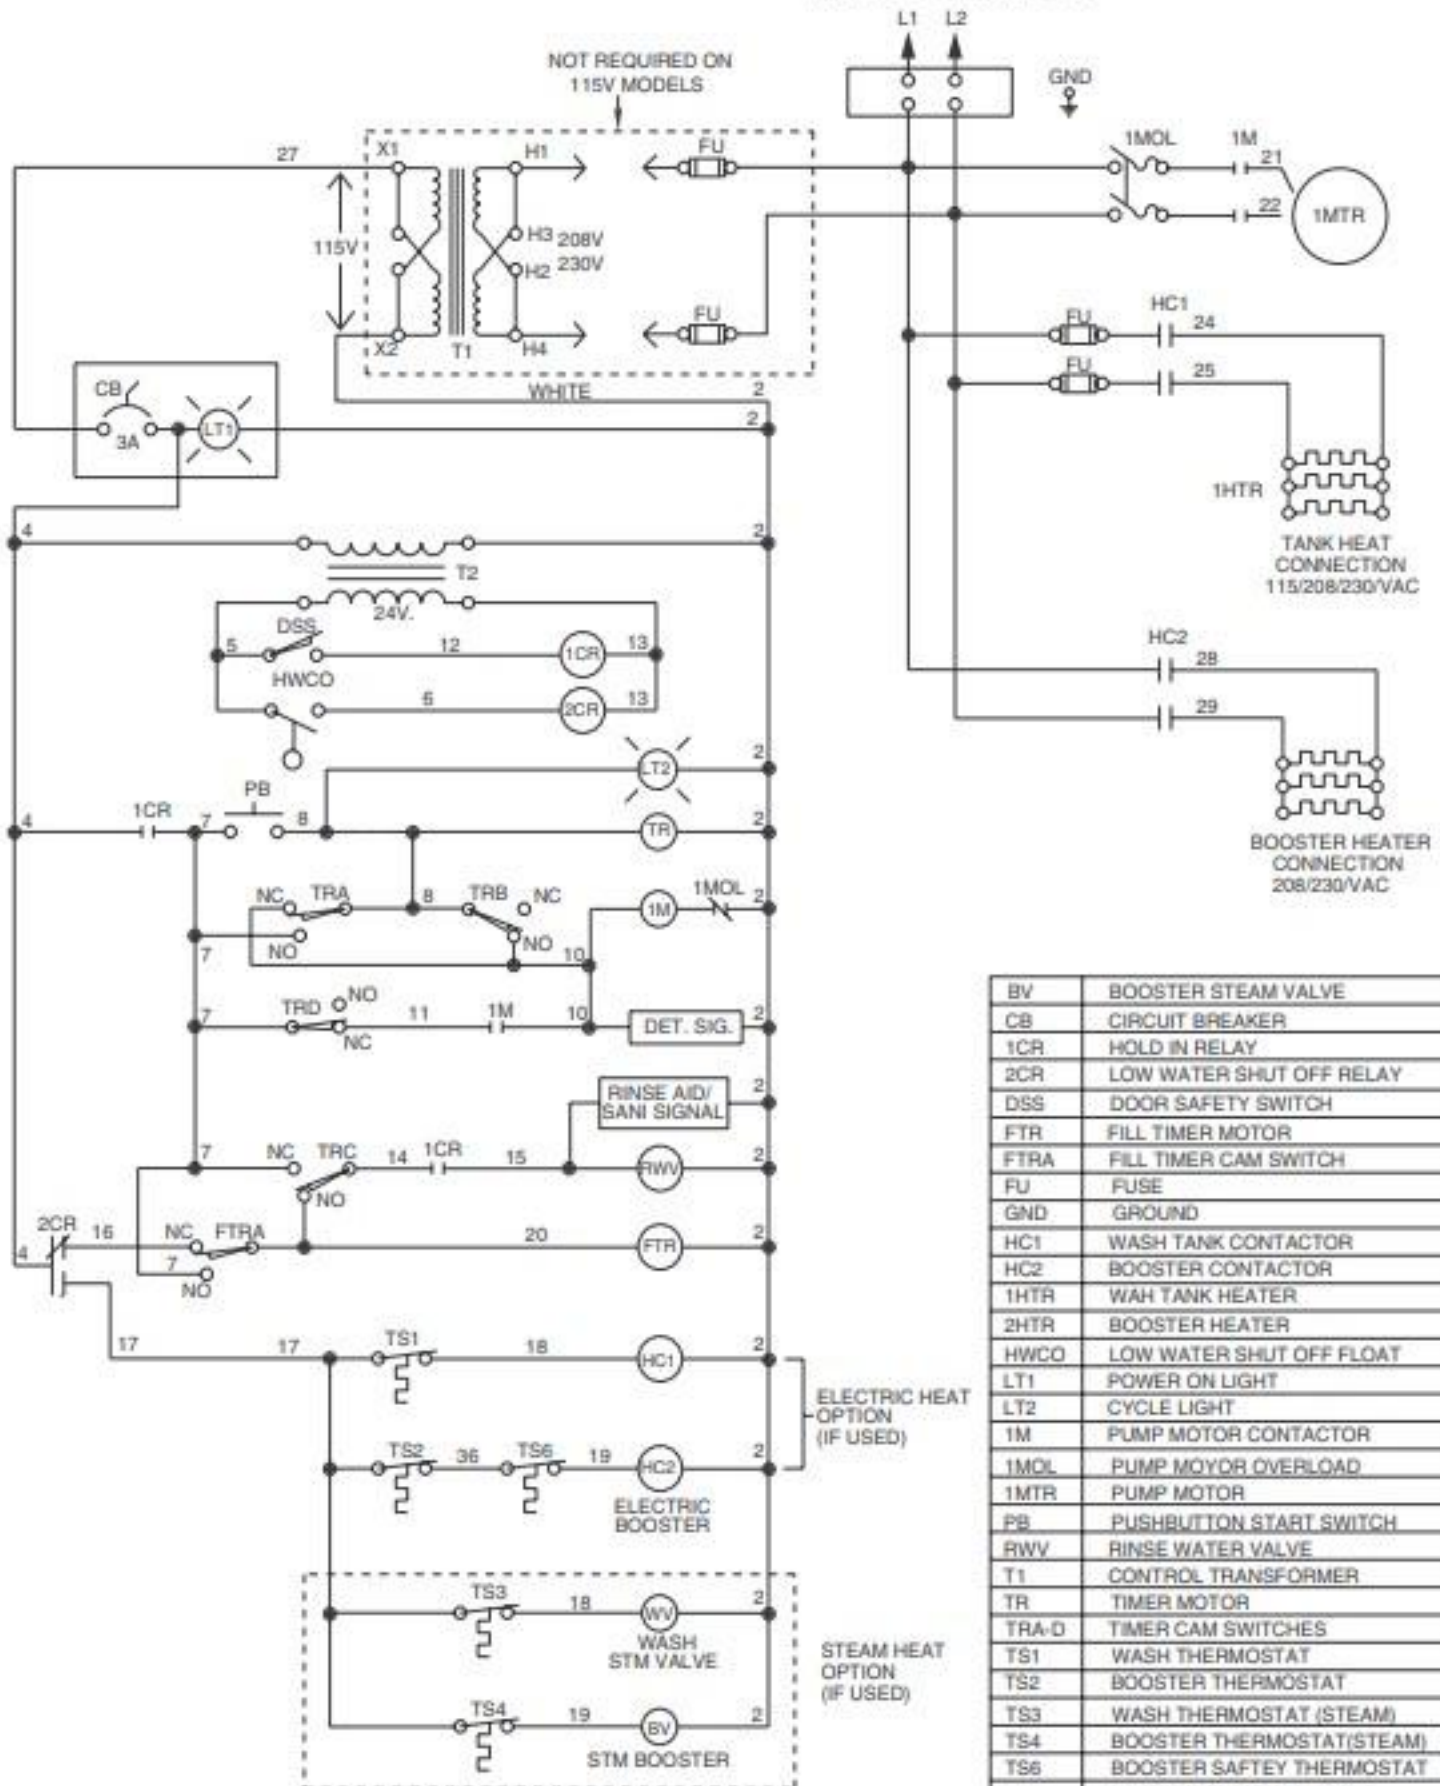 L1 L2
NOT REQUIRED ON
115V MODELS
GND
27
X1
H1
FU
1MOL
1M
21
22
1MTR
115V
H3 208V
H2 230V
X2
T1
H4
FU
HC1
FU
24
FU
25
WHITE
2
2
CB
3A
LT1
1HTR
TANK HEAT
CONNECTION
115/208/230/VAC
4
2
T2
24V.
DSS
5
12
1CR
13
HWCO
6
2CR
13
HC2
28
29
LT2
2
PB
1CR
4
7
8
TR
2
BOOSTER HEATER
CONNECTION
208/230/VAC
NC
TRA
8
TRB
NC
1M
1MOL
2
NO
NO
7
10
TRD
NO
7
NC
11
1M
10
DET. SIG.
2
RINSE AID/
SANI SIGNAL
2
7
NC
TRC
14
1CR
15
RWV
2
NO
2CR
16
NC
FTRA
20
FTR
2
4
7
NO
17
17
TS1
18
HC1
2
ELECTRIC HEAT
OPTION
(IF USED)
TS2
36
TS6
19
HC2
2
ELECTRIC
BOOSTER
TS3
18
WV
2
WASH
STM VALVE
STEAM HEAT
OPTION
(IF USED)
TS4
19
BV
2
STM BOOSTER
BV BOOSTER STEAM VALVE
CB CIRCUIT BREAKER
1CR HOLD IN RELAY
2CR LOW WATER SHUT OFF RELAY
DSS DOOR SAFETY SWITCH
FTR FILL TIMER MOTOR
FTRA FILL TIMER CAM SWITCH
FU FUSE
GND GROUND
HC1 WASH TANK CONTACTOR
HC2 BOOSTER CONTACTOR
1HTR WAH TANK HEATER
2HTR BOOSTER HEATER
HWCO LOW WATER SHUT OFF FLOAT
LT1 POWER ON LIGHT
LT2 CYCLE LIGHT
1M PUMP MOTOR CONTACTOR
1MOL PUMP MOYOR OVERLOAD
1MTR PUMP MOTOR
PB PUSHBUTTON START SWITCH
RWV RINSE WATER VALVE
T1 CONTROL TRANSFORMER
TR TIMER MOTOR
TRA-D TIMER CAM SWITCHES
TS1 WASH THERMOSTAT
TS2 BOOSTER THERMOSTAT
TS3 WASH THERMOSTAT (STEAM)
TS4 BOOSTER THERMOSTAT(STEAM)
TS6 BOOSTER SAFTEY THERMOSTAT